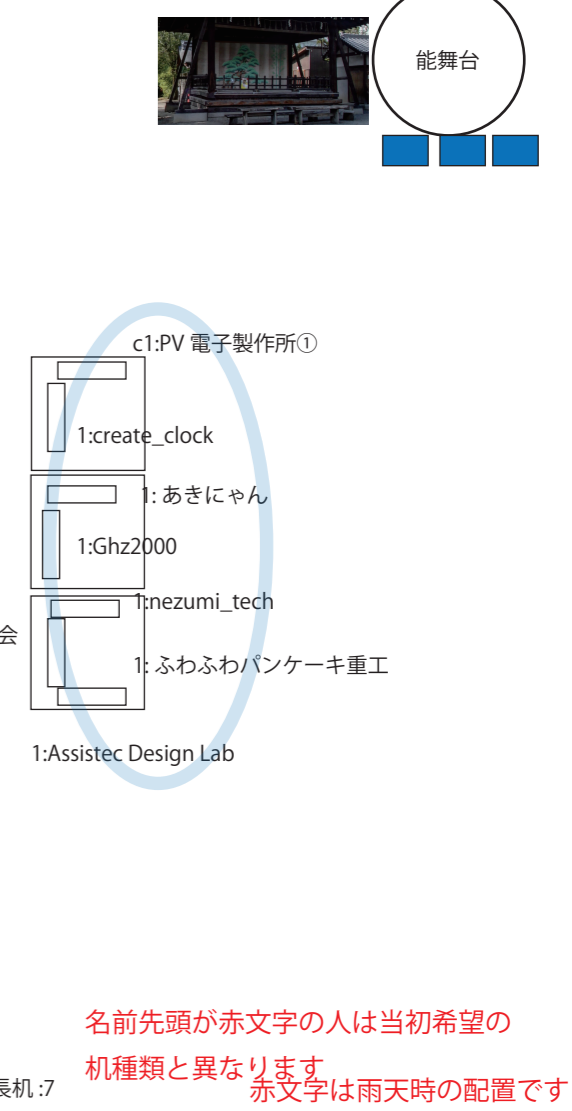 能舞台
c1:PV 電子製作所①
1:create_clock
1: あきにゃん
1:Ghz2000
1:nezumi_tech
会
1: ふわふわパンケーキ重工
1:Assistec Design Lab
名前先頭が赤文字の人は当初希望の
机種類と異なります
長机 :7
赤文字は雨天時の配置です